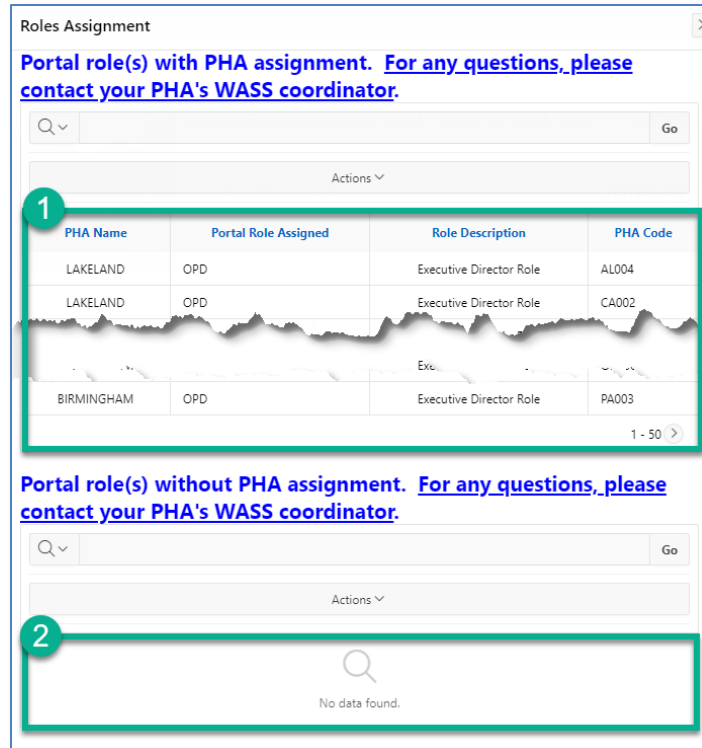 Roles Assignment
Portal role(s) with PHA assignment. For any questions, please
contact your PHA's WASS coordinator.
Go
Actions
1
PHA Name Portal Role Assigned Role Description PHA Code
LAKELAND OPD Executive Director Role AL004
LAKELAND OPD Executive Director Role CA002
BIRMINGHAM OPD Executive Director Role PA003
1 - 50
Portal role(s) without PHA assignment. For any questions, please
contact your PHA's WASS coordinator.
Go
Actions
2
No data found.